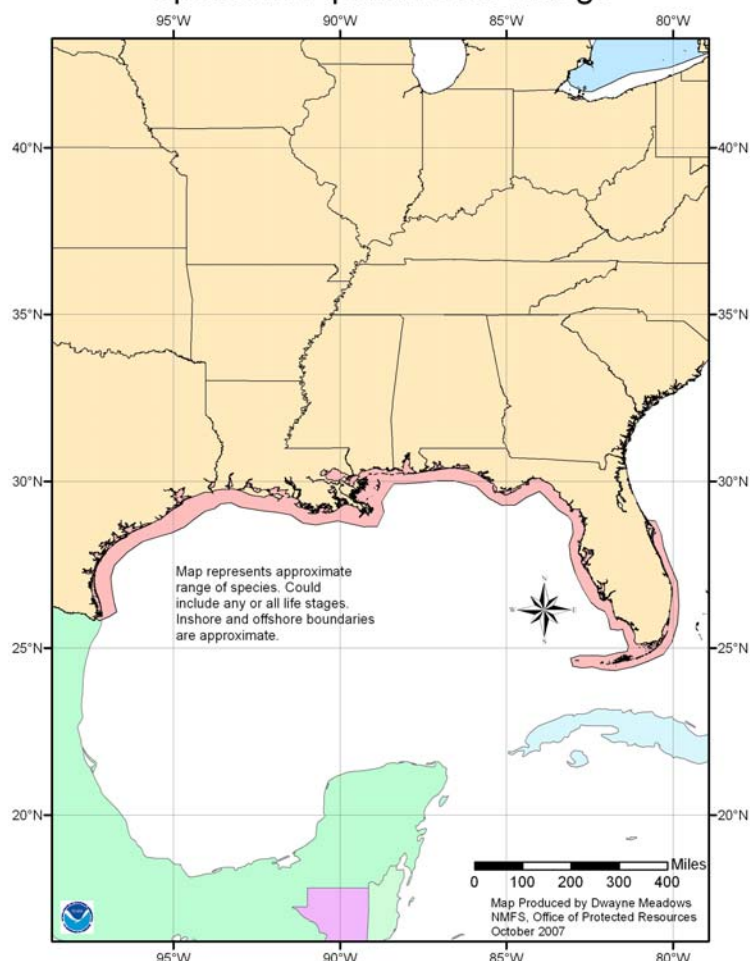 95°W 90°W 85°W 80°W
40°N 40°N
35°N 35°N
30°N 30°N
Map represents approximate
range of species. Could
include any or all life stages.
Inshore and offshore boundaries
are approximate.
25°N 25°N
20°N 20°N
Miles
0 100 200 300 400
Map Produced by Dwayne Meadows
NMFS, Office of Protected Resources
October 2007
95°W 90°W 85°W 80°W